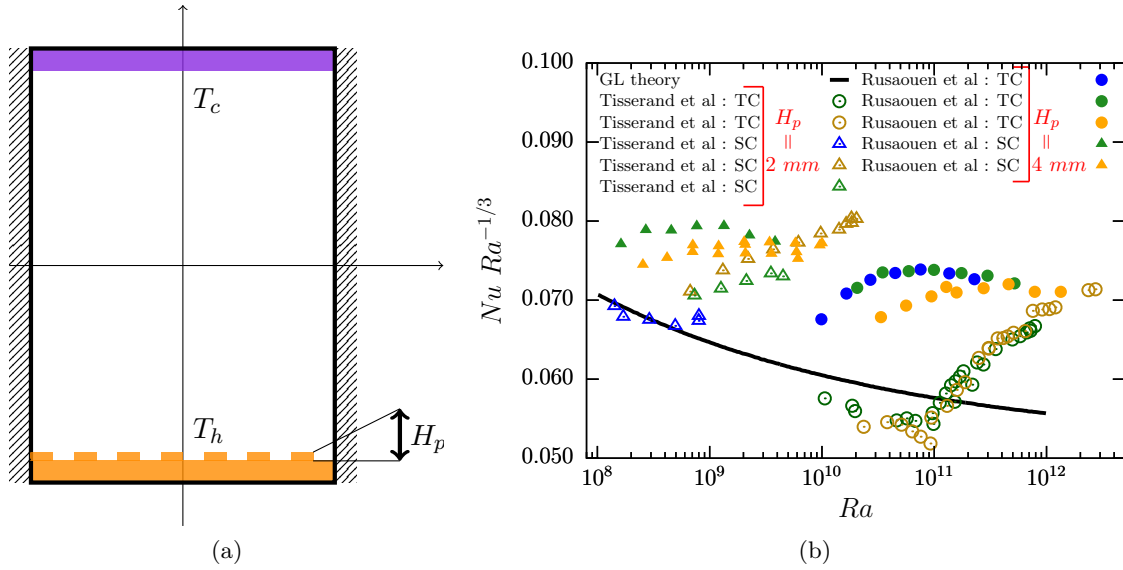 T_c
T_h
H_p
(a)
Nu Ra^{-1/3}
0.100
0.090
0.080
0.070
0.060
0.050
GL theory
Tisserand et al : TC
Tisserand et al : TC
Tisserand et al : SC
Tisserand et al : SC
Tisserand et al : SC
H_p
=
2 mm
Rusaouen et al : TC
Rusaouen et al : TC
Rusaouen et al : TC
Rusaouen et al : SC
Rusaouen et al : SC
H_p
=
4 mm
10^8 10^9 10^{10} 10^{11} 10^{12}
Ra
(b)